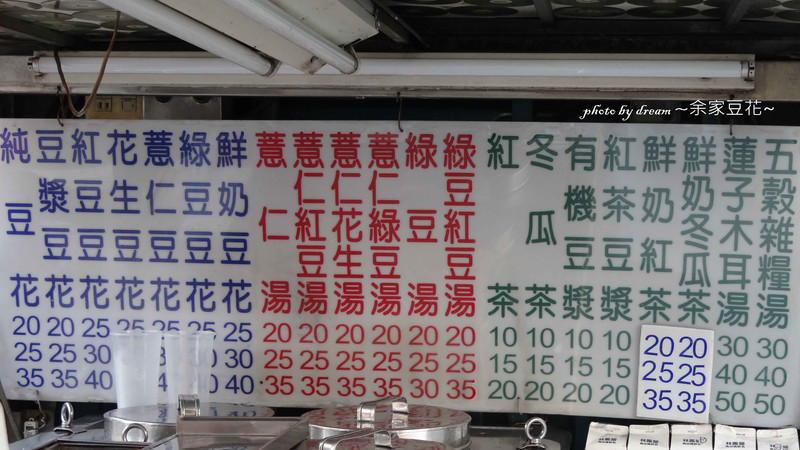 photo by dream ~余家豆花~
純豆花 20 25 35
豆漿豆花 20 25 35
紅豆豆花 25 30 40
花生豆花 25
薏仁豆花 25
綠豆豆花 25
鮮奶豆花 25 30 40
薏仁湯 20 25 35
薏仁紅豆湯 20 25 35
薏仁花生湯 20 25 35
薏仁綠豆湯 20 25 35
綠豆湯 20 25 30
綠豆紅豆湯 20 25 35
紅茶 10 15 20
冬瓜茶 10 15 20
有機豆漿 10 15 20
紅茶豆漿 10 15 20
鮮奶紅茶 20 25 35
鮮奶冬瓜茶 20 25 35
蓮子木耳湯 30 40 50
五穀雜糧湯 30 40 50